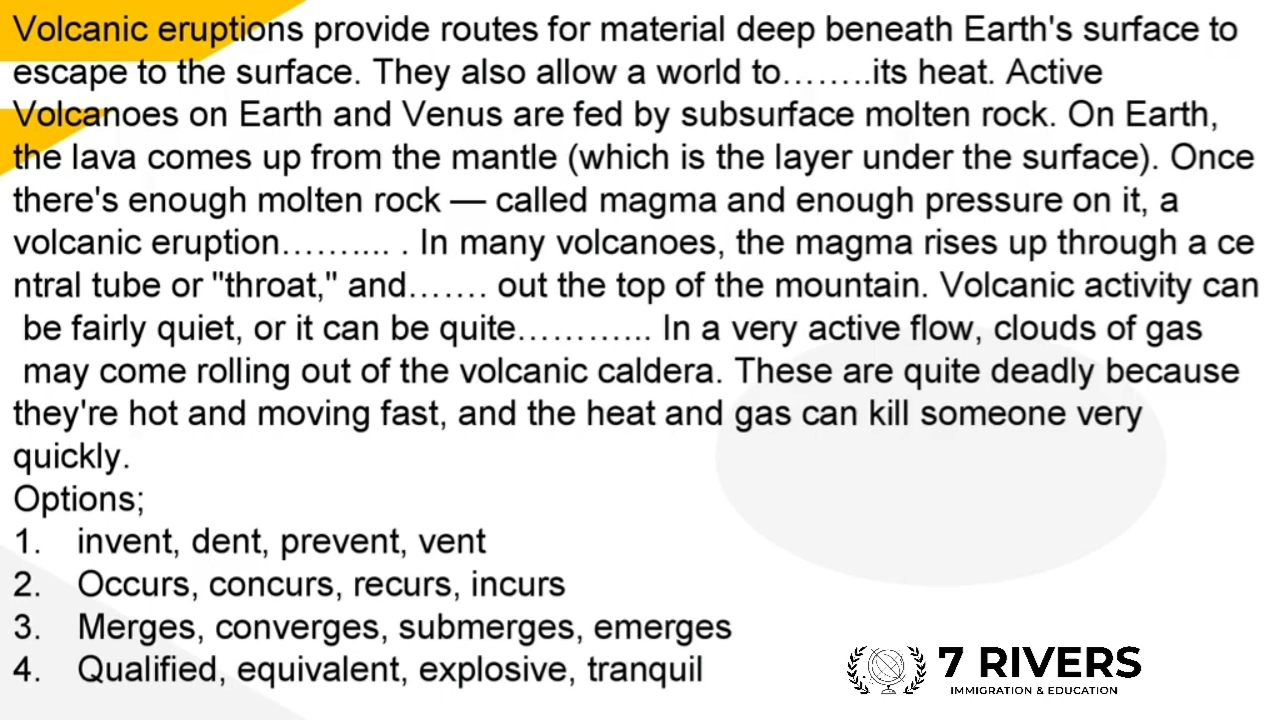 Volcanic eruptions provide routes for material deep beneath Earth's surface to
escape to the surface. They also allow a world to……..its heat. Active
Volcanoes on Earth and Venus are fed by subsurface molten rock. On Earth,
the lava comes up from the mantle (which is the layer under the surface). Once
there's enough molten rock — called magma and enough pressure on it, a
volcanic eruption……….... . In many volcanoes, the magma rises up through a ce
ntral tube or "throat," and……. out the top of the mountain. Volcanic activity can
be fairly quiet, or it can be quite………….. In a very active flow, clouds of gas
may come rolling out of the volcanic caldera. These are quite deadly because
they're hot and moving fast, and the heat and gas can kill someone very
quickly.
Options;
1. invent, dent, prevent, vent
2. Occurs, concurs, recurs, incurs
3. Merges, converges, submerges, emerges
4. Qualified, equivalent, explosive, tranquil
7 RIVERS
IMMIGRATION & EDUCATION